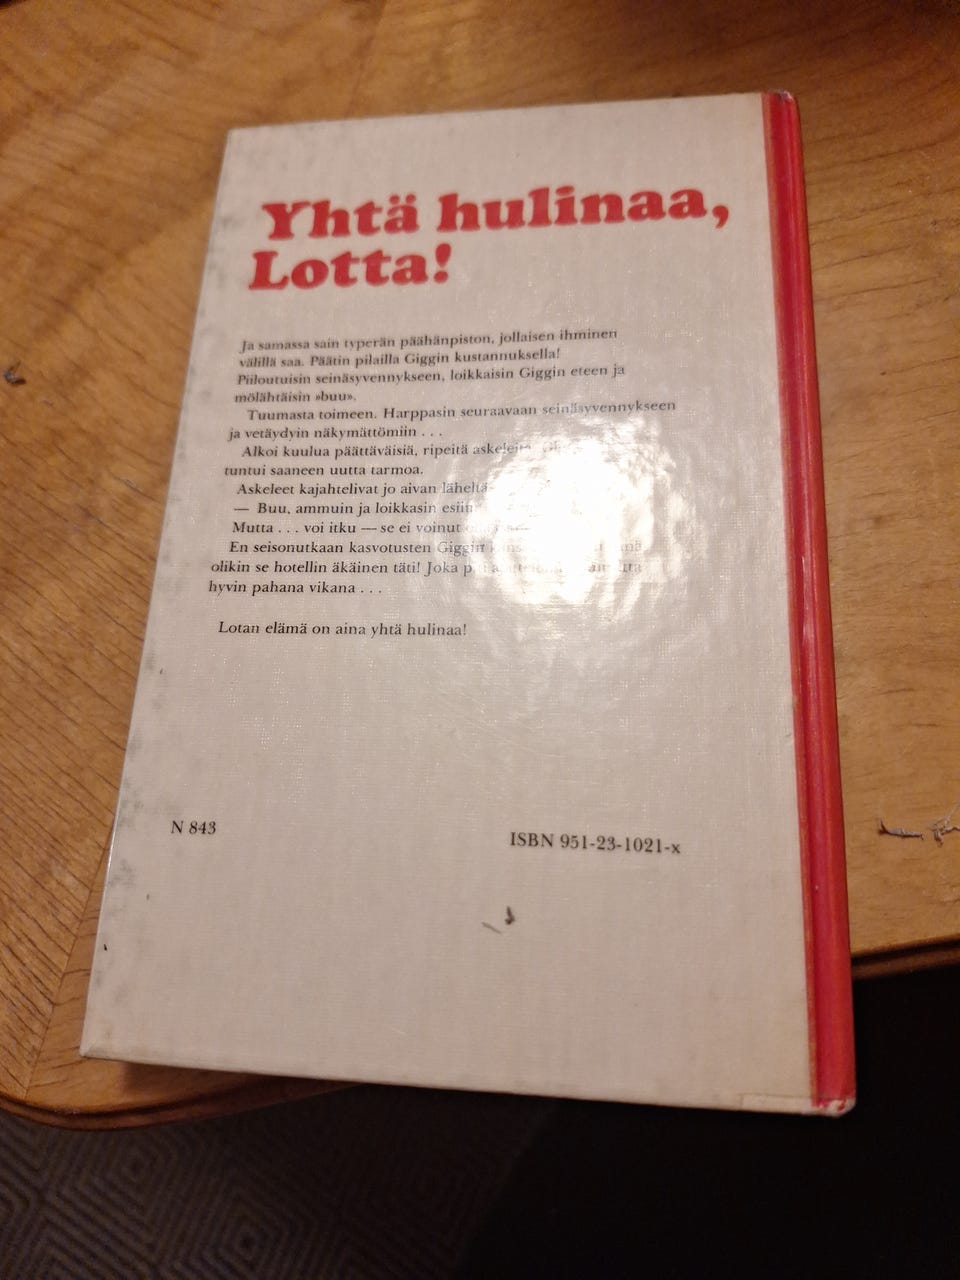 Yhtä hulinaa,
Lotta!
Ja samassa sain typerän päähänpiston, jollaisen ihminen
välillä saa. Päätin pilailla Giggin kustannuksella!
Piiloutuisin seinäsyvennykseen, loikkaisin Giggin eteen ja
mölähtäisin »buu».
Tuumasta toimeen. Harppasin seuraavaan seinäsyvennykseen
ja vetäydyin näkymättömiin . . .
Alkoi kuulua päättäväisiä, ripeitä askeleita.
tuntui saaneen uutta tarmoa.
Askeleet kajahtelivat jo aivan läheltä
— Buu, ammuin ja loikkasin esiin
Mutta . . . voi itku — se ei voinut
En seisonutkaan kasvotusten Giggin
olikin se hotellin äkäinen täti! Joka
hyvin pahana vikana . . .
Lotan elämä on aina yhtä hulinaa!
N 843
ISBN 951-23-1021-x